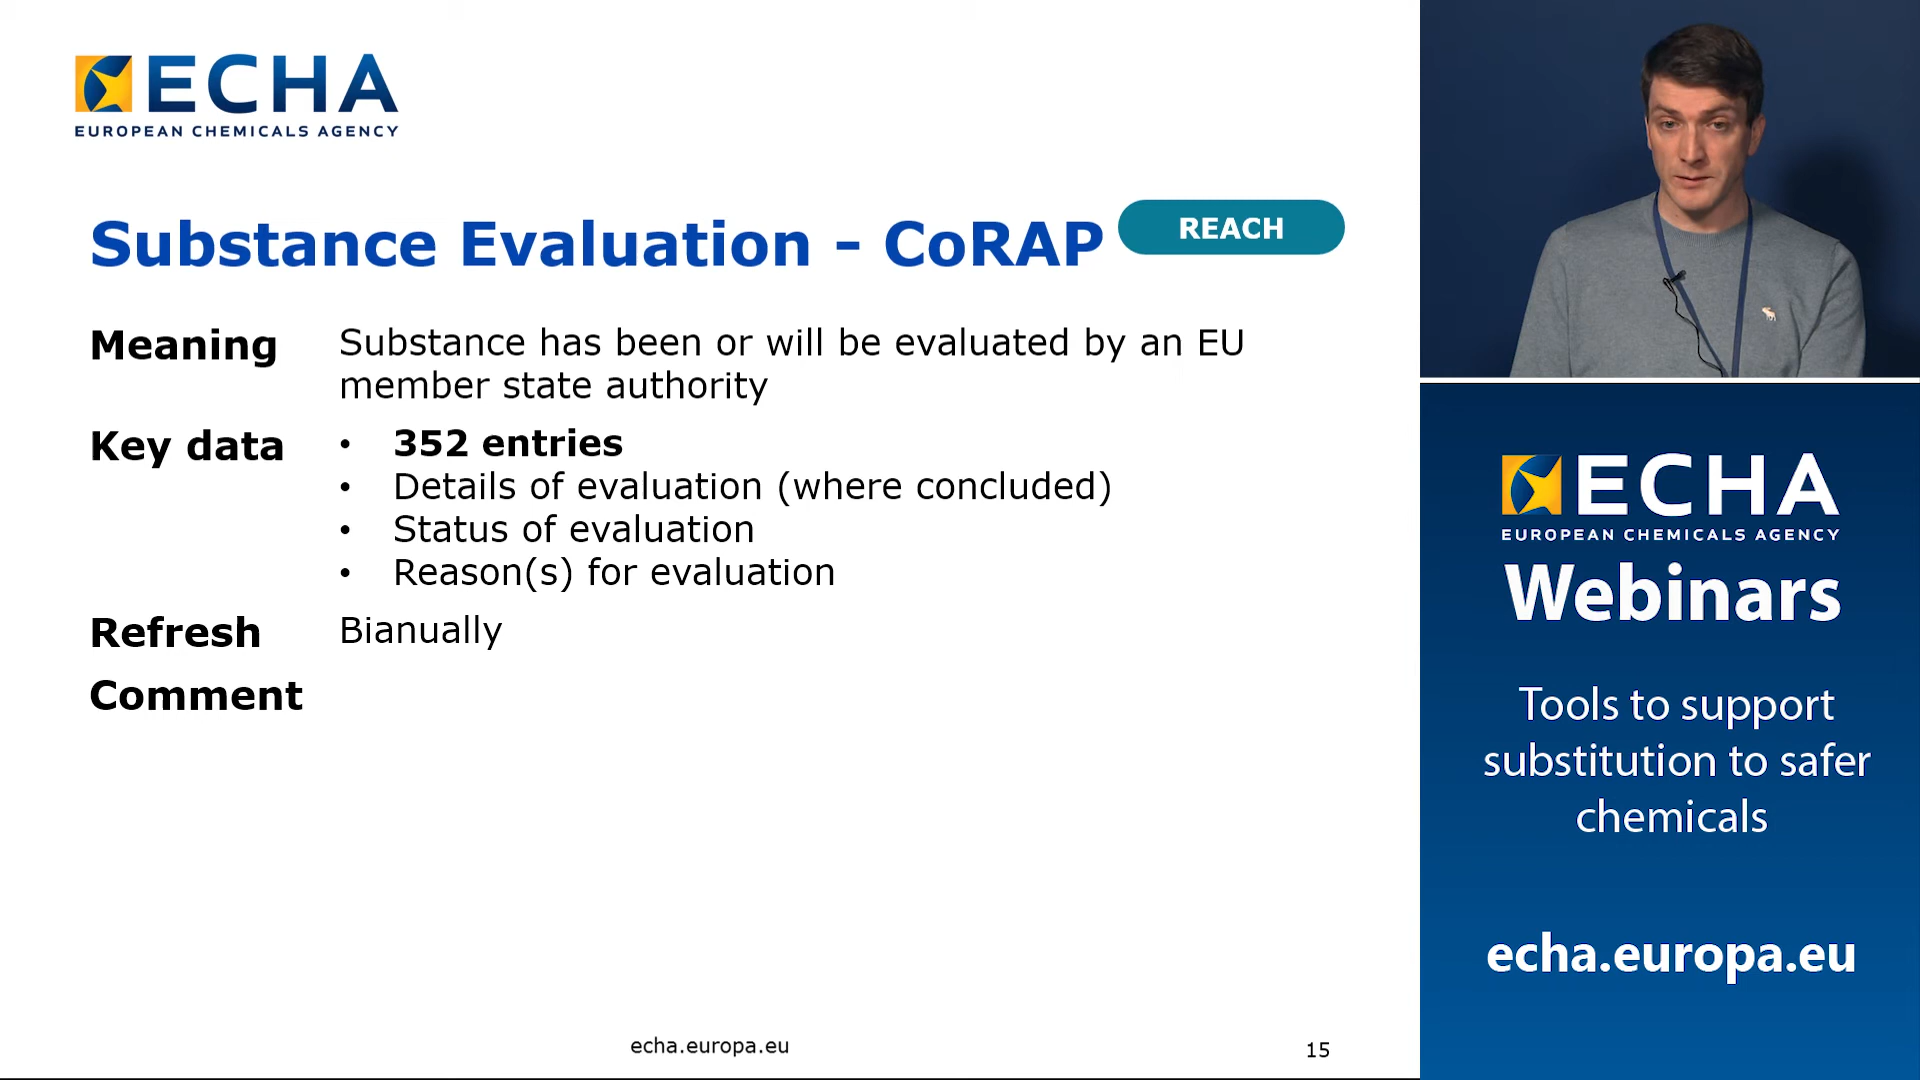 ECHA
EUROPEAN CHEMICALS AGENCY
Substance Evaluation - CoRAP
REACH
Meaning
Substance has been or will be evaluated by an EU
member state authority
Key data
• 352 entries
• Details of evaluation (where concluded)
• Status of evaluation
• Reason(s) for evaluation
Refresh
Bianually
Comment
echa.europa.eu
15
ECHA
EUROPEAN CHEMICALS AGENCY
Webinars
Tools to support
substitution to safer
chemicals
echa.europa.eu